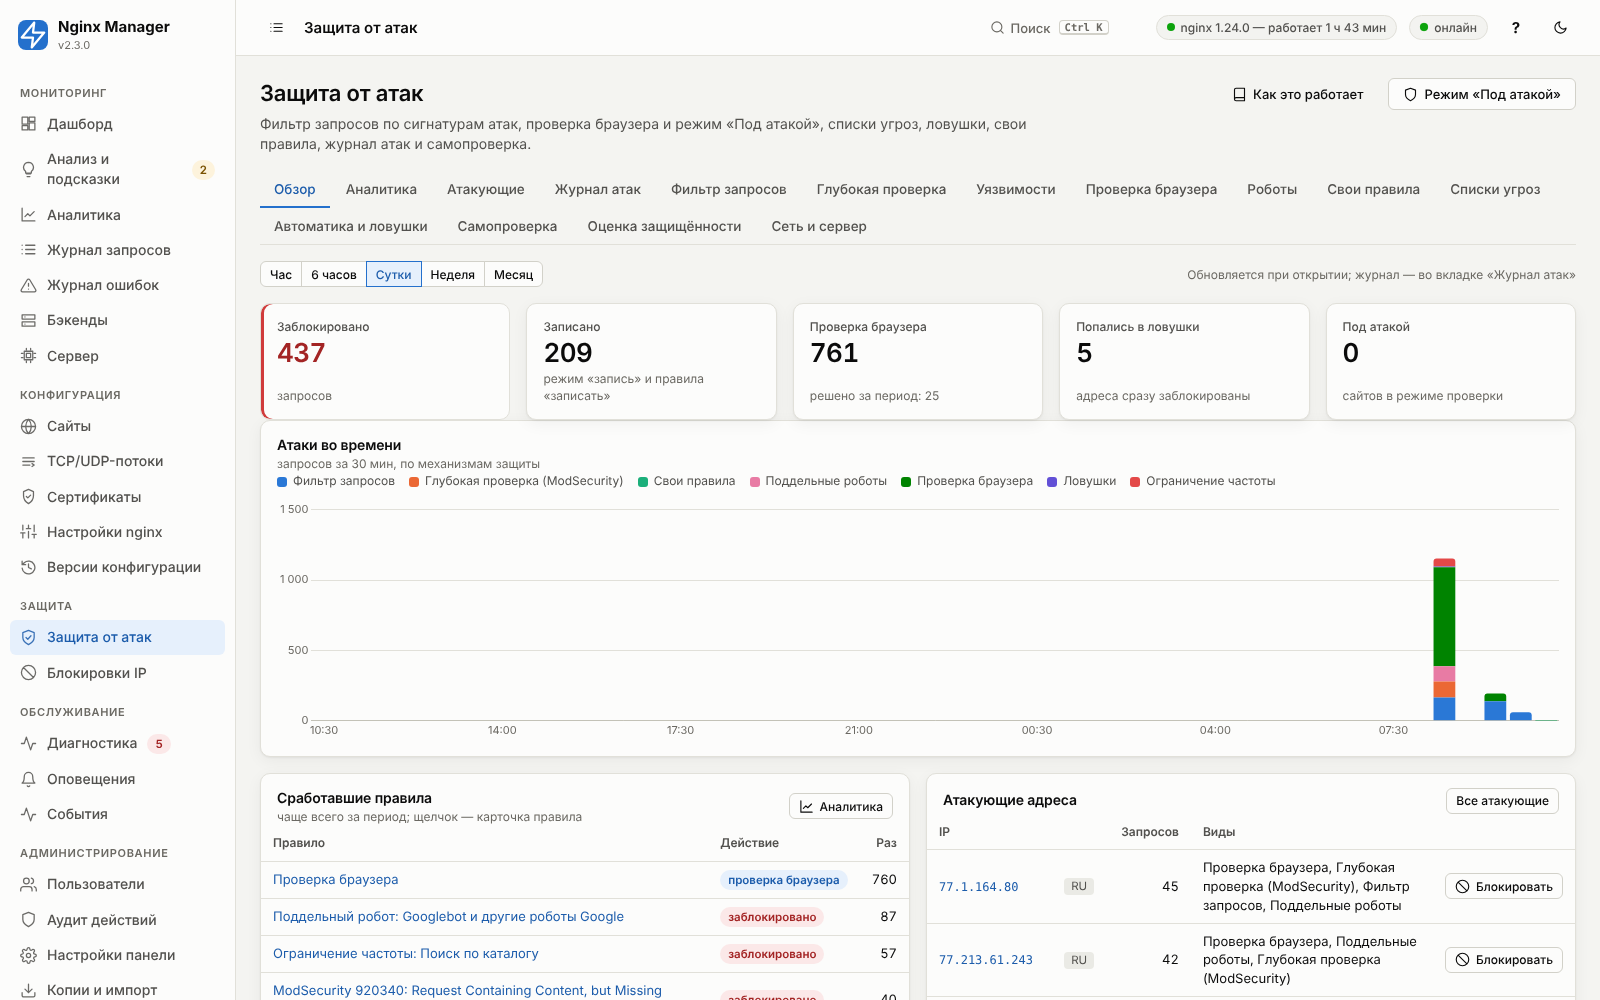 Nginx Manager
v2.3.0
МОНИТОРИНГ
Дашборд
Анализ и
подсказки
2
Аналитика
Журнал запросов
Журнал ошибок
Бэкенды
Сервер
КОНФИГУРАЦИЯ
Сайты
TCP/UDP-потоки
Сертификаты
Настройки nginx
Версии конфигурации
ЗАЩИТА
Защита от атак
Блокировки IP
ОБСЛУЖИВАНИЕ
Диагностика 5
Оповещения
События
АДМИНИСТРИРОВАНИЕ
Пользователи
Аудит действий
Настройки панели
Копии и импорт
Защита от атак
Поиск Ctrl K
nginx 1.24.0 — работает 1 ч 43 мин
онлайн
?
Защита от атак
Как это работает
Режим «Под атакой»
Фильтр запросов по сигнатурам атак, проверка браузера и режим «Под атакой», списки угроз, ловушки, свои
правила, журнал атак и самопроверка.
Обзор Аналитика Атакующие Журнал атак Фильтр запросов Глубокая проверка Уязвимости Проверка браузера Роботы Свои правила Списки угроз
Автоматика и ловушки Самопроверка Оценка защищённости Сеть и сервер
Час 6 часов Сутки Неделя Месяц
Обновляется при открытии; журнал — во вкладке «Журнал атак»
Заблокировано
437
запросов
Записано
209
режим «запись» и правила
«записать»
Проверка браузера
761
решено за период: 25
Попались в ловушки
5
адреса сразу заблокированы
Под атакой
0
сайтов в режиме проверки
Атаки во времени
запросов за 30 мин, по механизмам защиты
Фильтр запросов Глубокая проверка (ModSecurity) Свои правила Поддельные роботы Проверка браузера Ловушки Ограничение частоты
1 500
1 000
500
0
10:30 14:00 17:30 21:00 00:30 04:00 07:30
Сработавшие правила
чаще всего за период; щелчок — карточка правила
Аналитика
Правило Действие Раз
Проверка браузера проверка браузера 760
Поддельный робот: Googlebot и другие роботы Google заблокировано 87
Ограничение частоты: Поиск по каталогу заблокировано 57
ModSecurity 920340: Request Containing Content, but Missing заблокировано 40
Атакующие адреса
Все атакующие
IP Запросов Виды
77.1.164.80 RU 45
Проверка браузера, Глубокая
проверка (ModSecurity), Фильтр
запросов, Поддельные роботы
Блокировать
77.213.61.243 RU 42
Проверка браузера, Поддельные
роботы, Глубокая проверка
(ModSecurity)
Блокировать